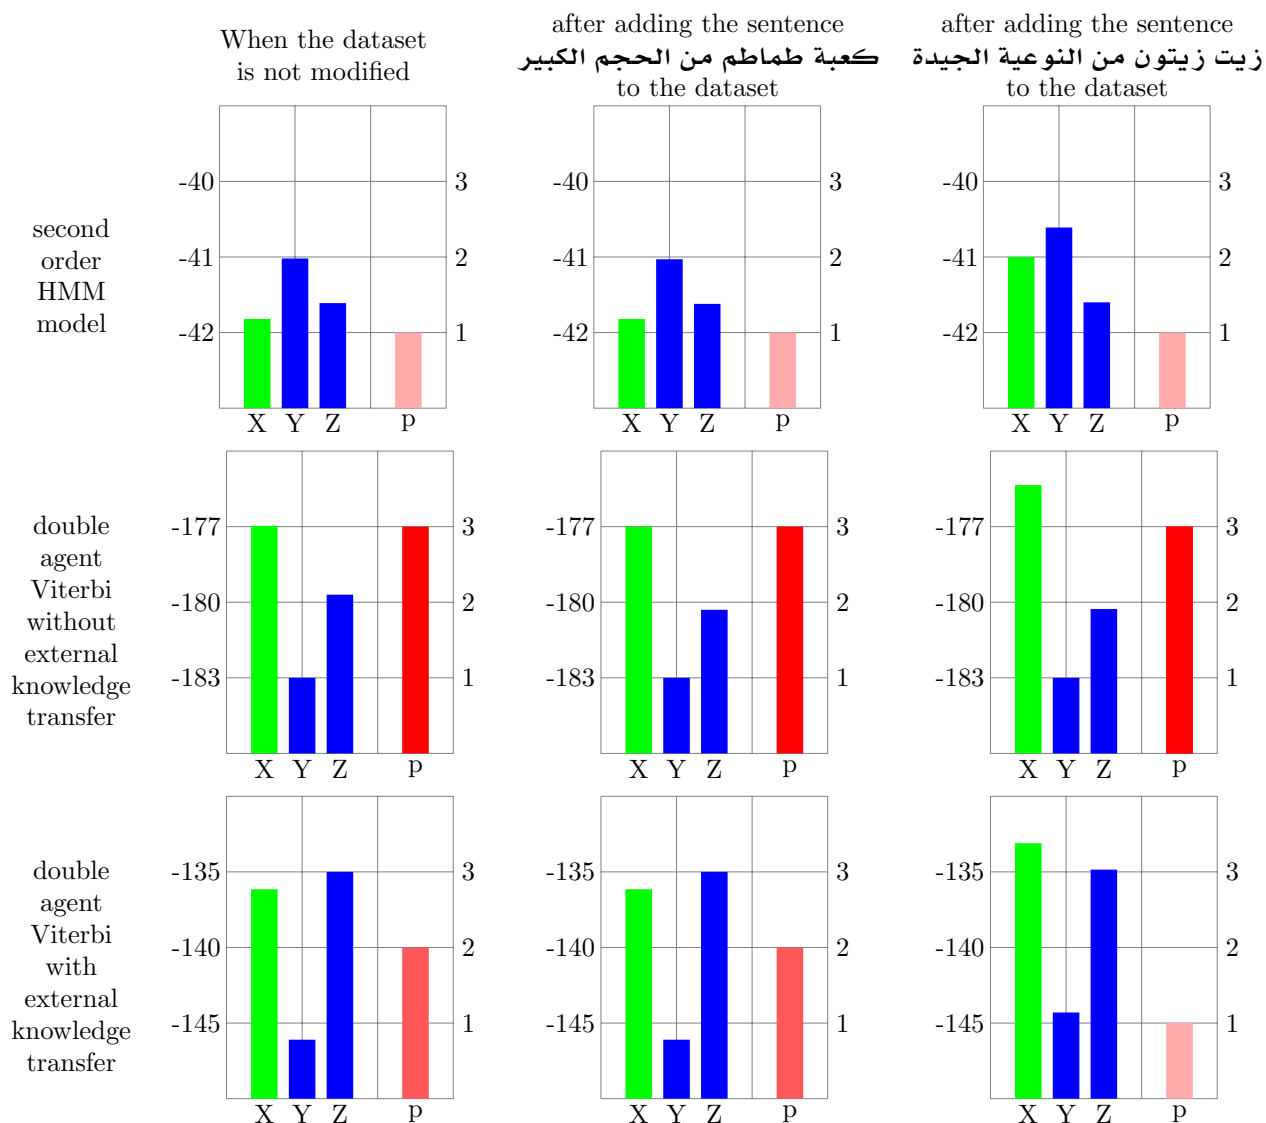 When the dataset
is not modified
after adding the sentence
كعبة طماطم من الحجم الكبير
to the dataset
after adding the sentence
زيت زيتون من النوعية الجيدة
to the dataset
second
order
HMM
model
-40
-41
-42
3
2
1
X Y Z p
-40
-41
-42
3
2
1
X Y Z p
-40
-41
-42
3
2
1
X Y Z p
double
agent
Viterbi
without
external
knowledge
transfer
-177
-180
-183
3
2
1
X Y Z p
-177
-180
-183
3
2
1
X Y Z p
-177
-180
-183
3
2
1
X Y Z p
double
agent
Viterbi
with
external
knowledge
transfer
-135
-140
-145
3
2
1
X Y Z p
-135
-140
-145
3
2
1
X Y Z p
-135
-140
-145
3
2
1
X Y Z p